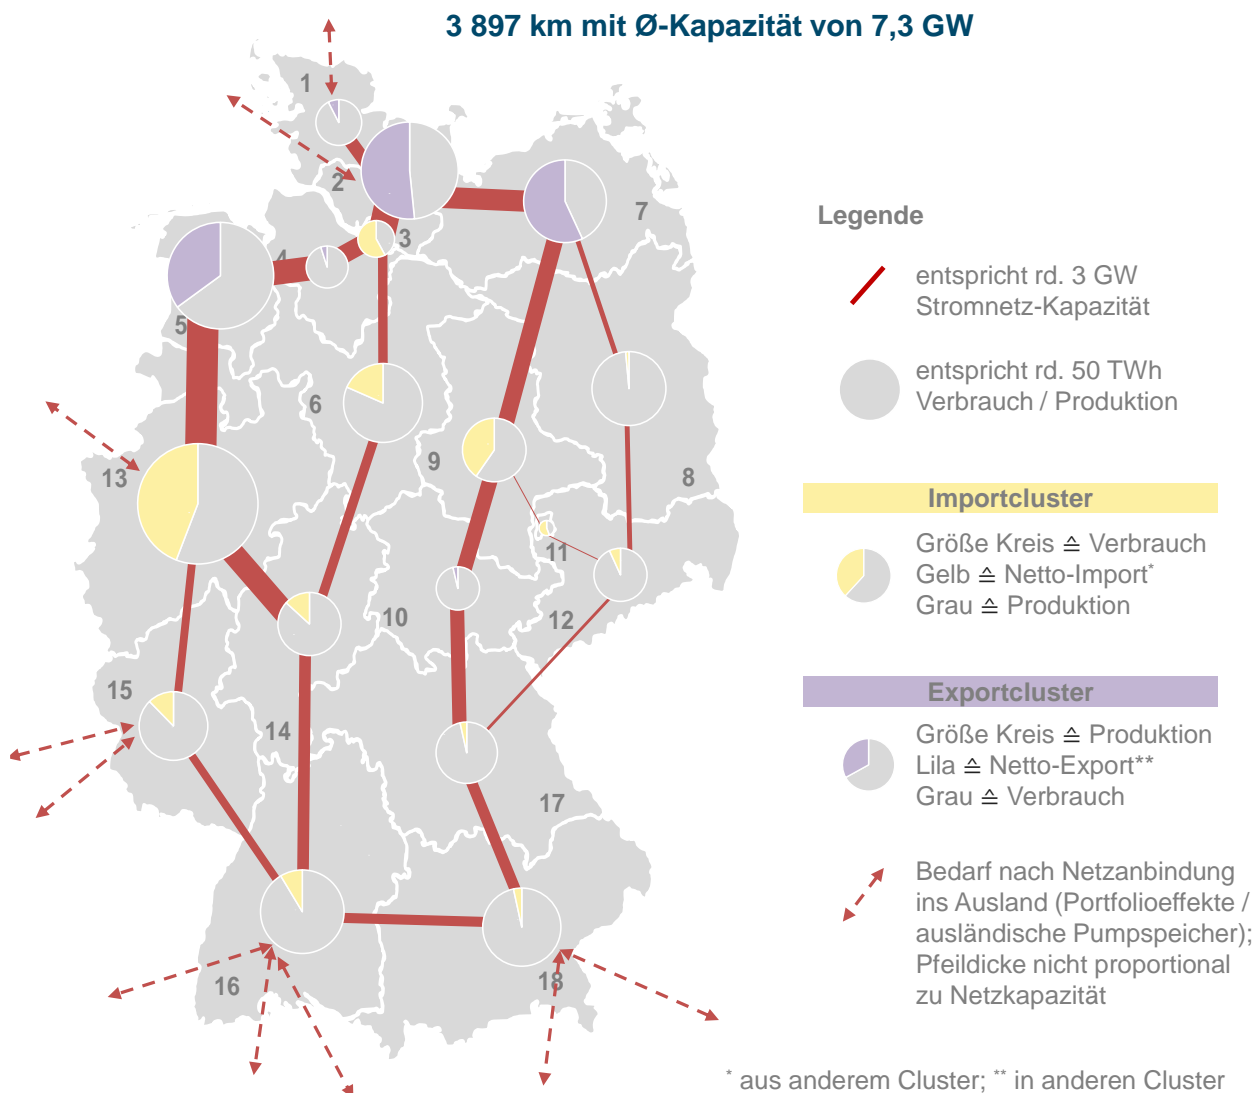 3 897 km mit Ø-Kapazität von 7,3 GW
1
2
3
4
5
6
7
8
9
10
11
12
13
14
15
16
17
18
Legende
entspricht rd. 3 GW
Stromnetz-Kapazität
entspricht rd. 50 TWh
Verbrauch / Produktion
Importcluster
Größe Kreis ≙ Verbrauch
Gelb ≙ Netto-Import*
Grau ≙ Produktion
Exportcluster
Größe Kreis ≙ Produktion
Lila ≙ Netto-Export**
Grau ≙ Verbrauch
Bedarf nach Netzanbindung
ins Ausland (Portfolioeffekte /
ausländische Pumpspeicher);
Pfeildicke nicht proportional
zu Netzkapazität
* aus anderem Cluster; ** in anderen Cluster